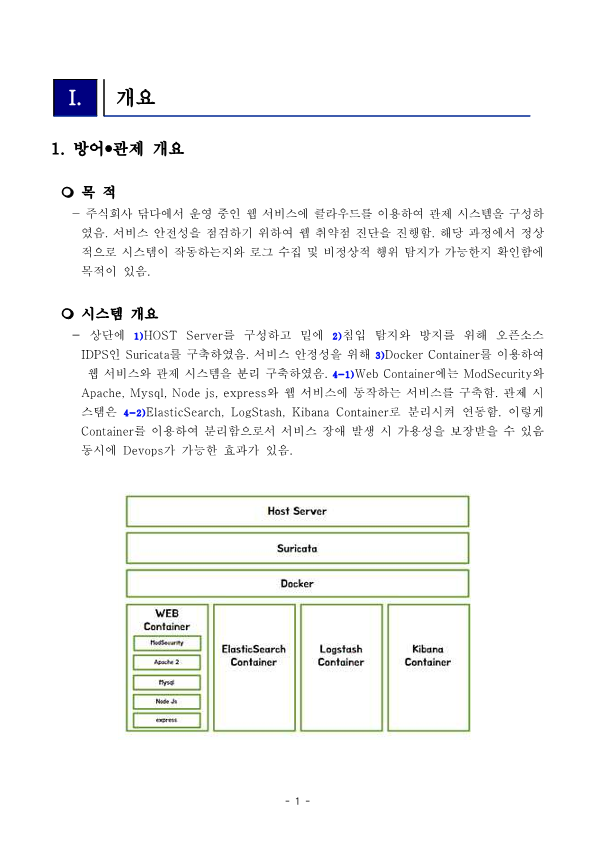 I. 개요
1. 방어●관제 개요
❍ 목 적
- 주식회사 닦다에서 운영 중인 웹 서비스에 클라우드를 이용하여 관제 시스템을 구성하
였음. 서비스 안전성을 점검하기 위하여 웹 취약점 진단을 진행함. 해당 과정에서 정상
적으로 시스템이 작동하는지와 로그 수집 및 비정상적 행위 탐지가 가능한지 확인함에
목적이 있음.
❍ 시스템 개요
- 상단에 1)HOST Server를 구성하고 밑에 2)침입 탐지와 방지를 위해 오픈소스
IDPS인 Suricata를 구축하였음. 서비스 안정성을 위해 3)Docker Container를 이용하여
웹 서비스와 관제 시스템을 분리 구축하였음. 4-1)Web Container에는 ModSecurity와
Apache, Mysql, Node js, express와 웹 서비스에 동작하는 서비스를 구축함. 관제 시
스템은 4-2)ElasticSearch, LogStash, Kibana Container로 분리시켜 연동함. 이렇게
Container를 이용하여 분리함으로서 서비스 장애 발생 시 가용성을 보장받을 수 있음
동시에 Devops가 가능한 효과가 있음.
Host Server
Suricata
Docker
WEB
Container
ModSecurity
Apache 2
Mysql
Node Js
express
ElasticSearch
Container
Logstash
Container
Kibana
Container
- 1 -